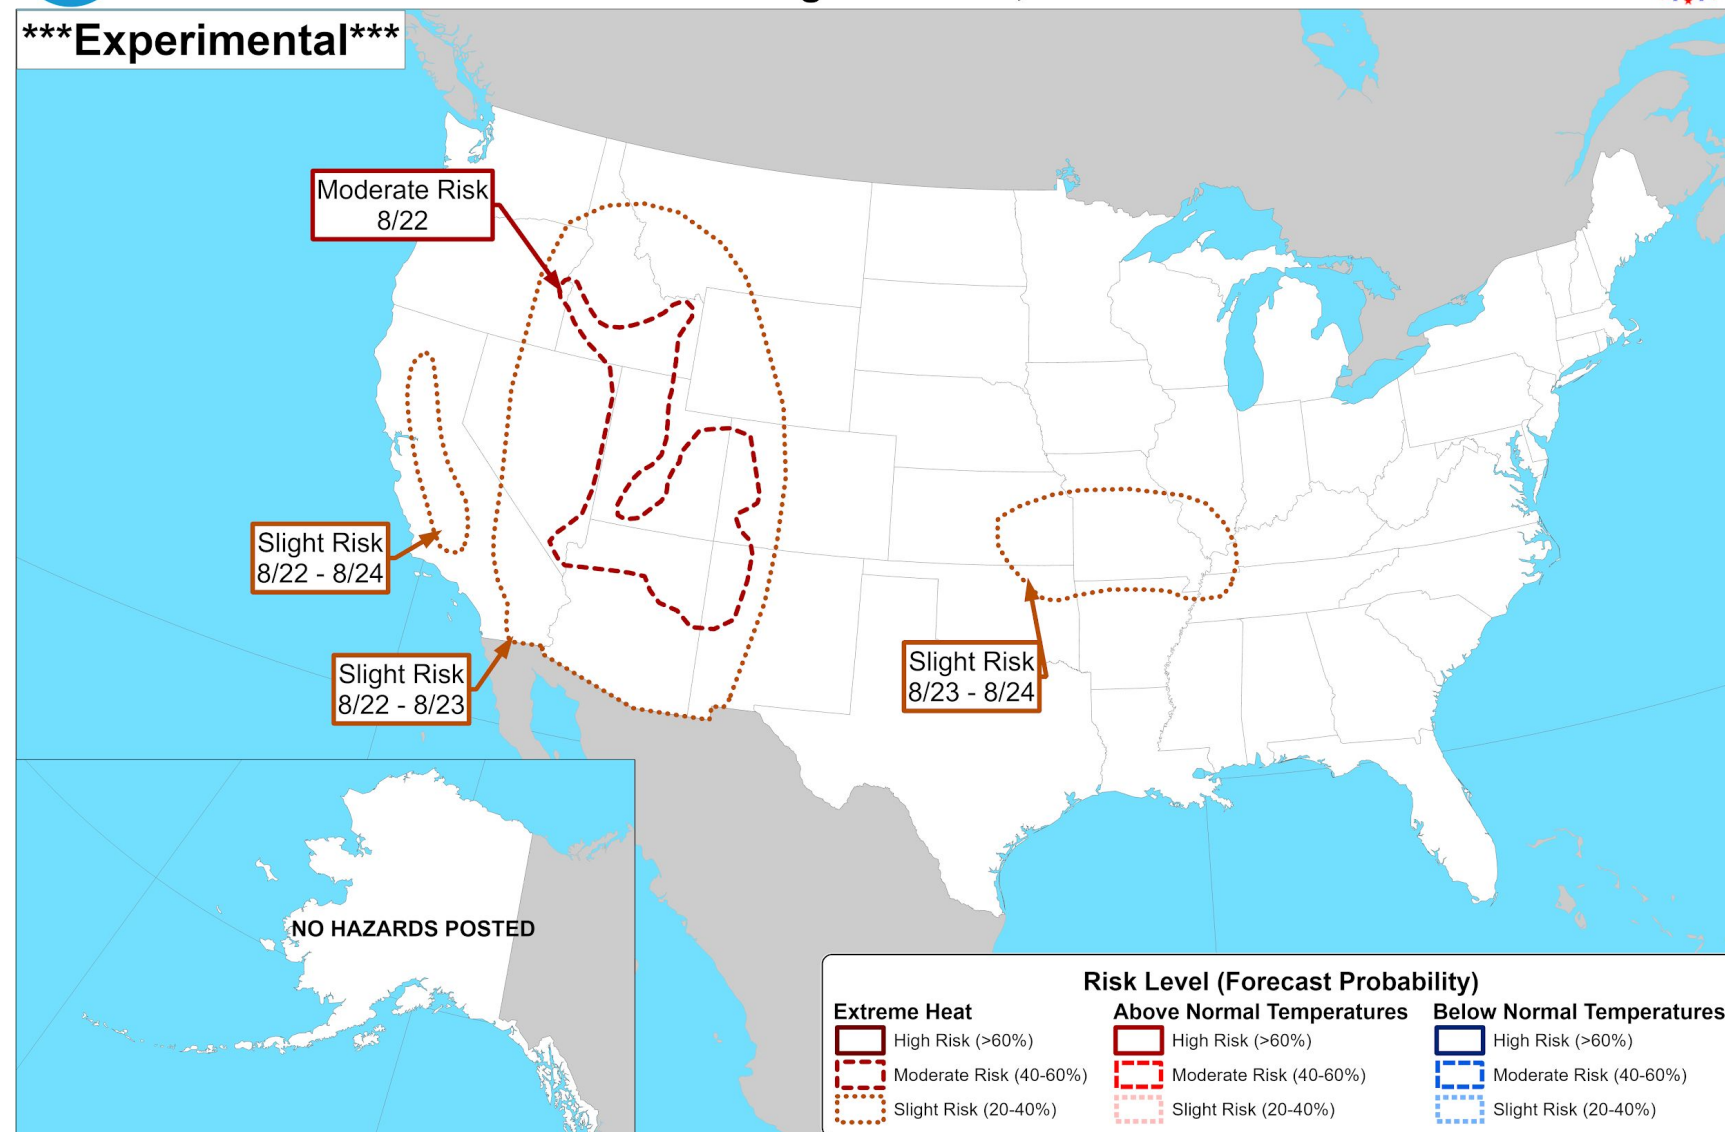 ***Experimental***
Moderate Risk
8/22
Slight Risk
8/22 - 8/24
Slight Risk
8/22 - 8/23
Slight Risk
8/23 - 8/24
NO HAZARDS POSTED
Risk Level (Forecast Probability)
Extreme Heat
High Risk (>60%)
Moderate Risk (40-60%)
Slight Risk (20-40%)
Above Normal Temperatures
High Risk (>60%)
Moderate Risk (40-60%)
Slight Risk (20-40%)
Below Normal Temperatures
High Risk (>60%)
Moderate Risk (40-60%)
Slight Risk (20-40%)